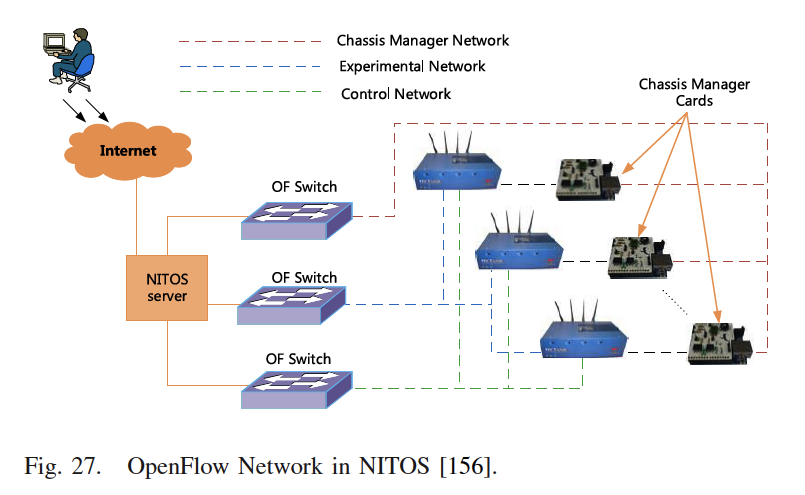 Chassis Manager Network
Experimental Network
Control Network
Chassis Manager
Cards
Internet
OF Switch
NITOS
server
OF Switch
OF Switch
Fig. 27. OpenFlow Network in NITOS [156].